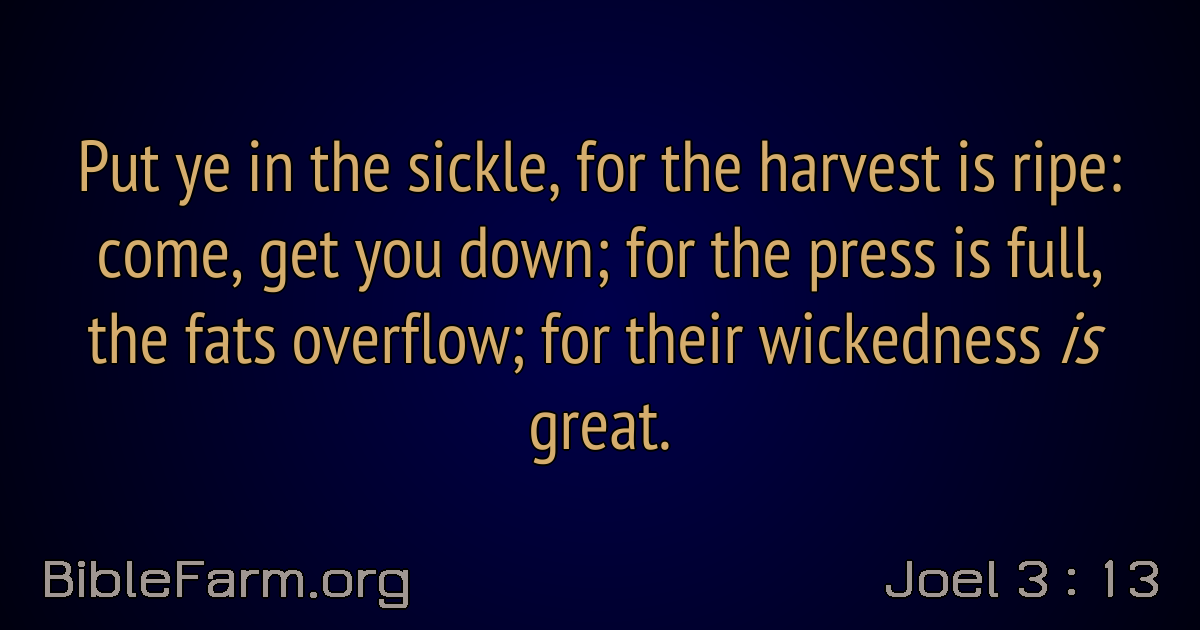 Put ye in the sickle, for the harvest is ripe:
come, get you down; for the press is full,
the fats overflow; for their wickedness is
great.
BibleFarm.org
Joel 3 : 13